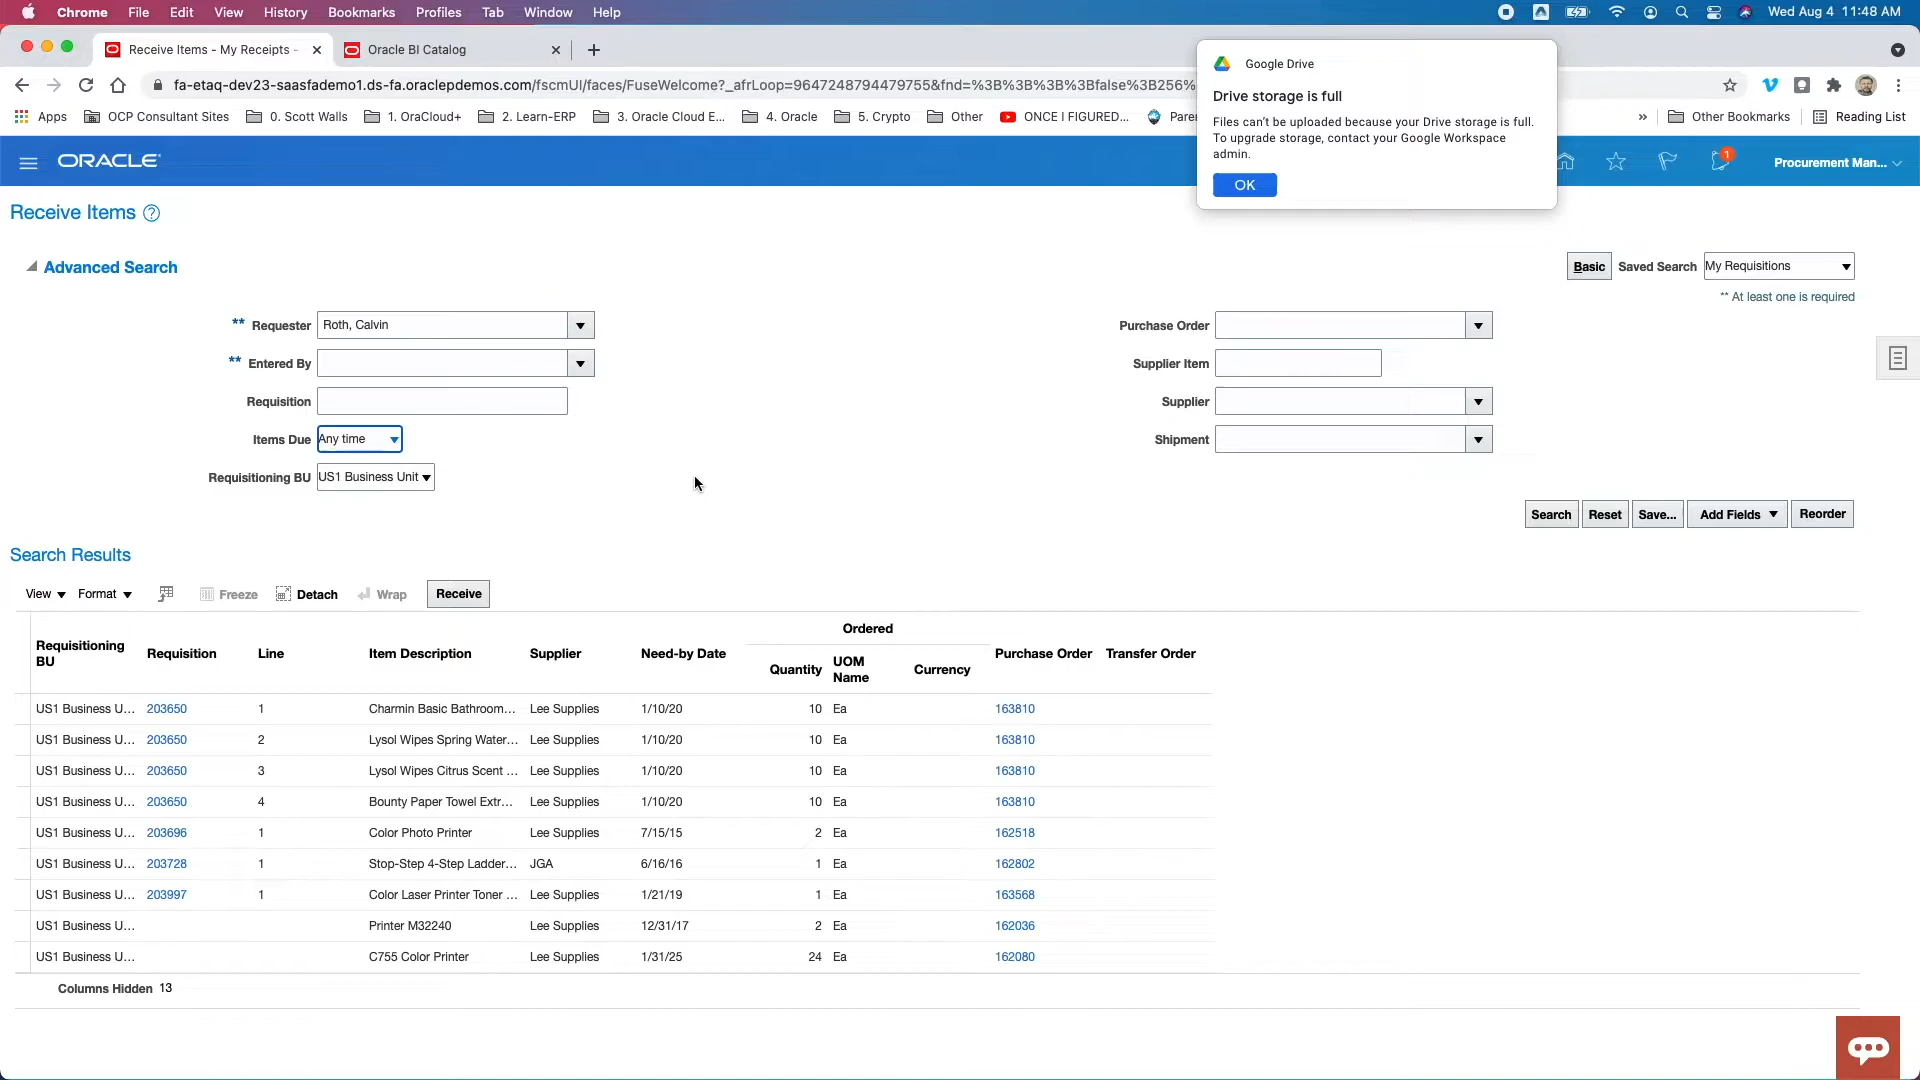 Chrome File Edit View History Bookmarks Profiles Tab Window Help Wed Aug 4 11:48 AM
Receive Items - My Receipts - Oracle BI Catalog
fa-etaq-dev23-saasfademo1.ds-fa.oraclepdemos.com/fscmUI/faces/FuseWelcome?_afrLoop=9647248794479755&fnd=%3B%3B%3B%3Bfalse%3B256%
Apps OCP Consultant Sites 0. Scott Walls 1. OraCloud+ 2. Learn-ERP 3. Oracle Cloud E... 4. Oracle 5. Crypto Other ONCE I FIGURED... » Other Bookmarks Reading List
Google Drive
Drive storage is full
Files can't be uploaded because your Drive storage is full.
To upgrade storage, contact your Google Workspace
admin.
OK
ORACLE 1 Procurement Man...
Receive Items ?
Advanced Search
Basic Saved Search My Requisitions
** At least one is required
** Requester Roth, Calvin Purchase Order
** Entered By Supplier Item
Requisition Supplier
Items Due Any time Shipment
Requisitioning BU US1 Business Unit
Search Reset Save... Add Fields Reorder
Search Results
View Format Freeze Detach Wrap Receive
Ordered
Requisitioning BU Requisition Line Item Description Supplier Need-by Date Quantity UOM Name Currency Purchase Order Transfer Order
US1 Business U... 203650 1 Charmin Basic Bathroom... Lee Supplies 1/10/20 10 Ea 163810
US1 Business U... 203650 2 Lysol Wipes Spring Water... Lee Supplies 1/10/20 10 Ea 163810
US1 Business U... 203650 3 Lysol Wipes Citrus Scent ... Lee Supplies 1/10/20 10 Ea 163810
US1 Business U... 203650 4 Bounty Paper Towel Extr... Lee Supplies 1/10/20 10 Ea 163810
US1 Business U... 203696 1 Color Photo Printer Lee Supplies 7/15/15 2 Ea 162518
US1 Business U... 203728 1 Stop-Step 4-Step Ladder... JGA 6/16/16 1 Ea 162802
US1 Business U... 203997 1 Color Laser Printer Toner ... Lee Supplies 1/21/19 1 Ea 163568
US1 Business U... Printer M32240 Lee Supplies 12/31/17 2 Ea 162036
US1 Business U... C755 Color Printer Lee Supplies 1/31/25 24 Ea 162080
Columns Hidden 13